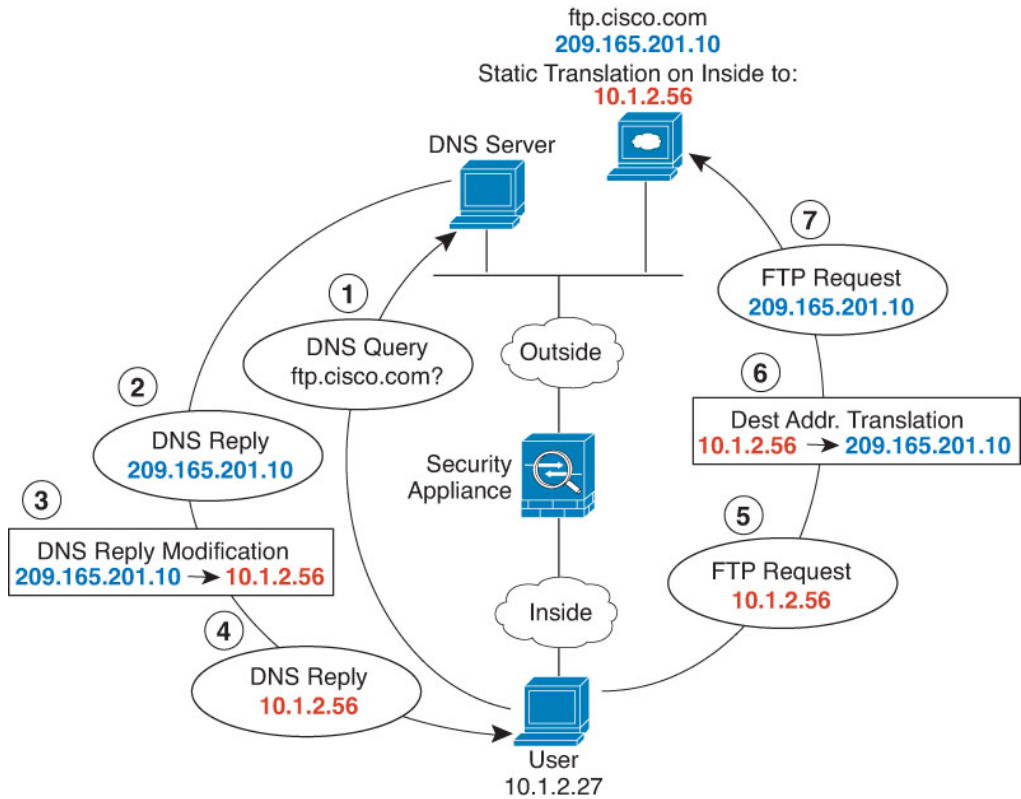 ftp.cisco.com
209.165.201.10
Static Translation on Inside to:
10.1.2.56
DNS Server
7
FTP Request
209.165.201.10
1
DNS Query
ftp.cisco.com?
Outside
2
DNS Reply
209.165.201.10
6
Dest Addr. Translation
10.1.2.56 → 209.165.201.10
Security
Appliance
3
DNS Reply Modification
209.165.201.10 → 10.1.2.56
5
FTP Request
10.1.2.56
Inside
4
DNS Reply
10.1.2.56
User
10.1.2.27